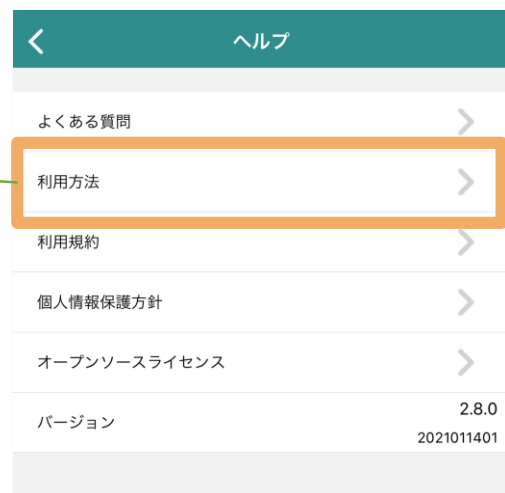 ヘルプ
よくある質問
利用方法
利用規約
個人情報保護方針
オープンソースライセンス
バージョン
2.8.0
2021011401